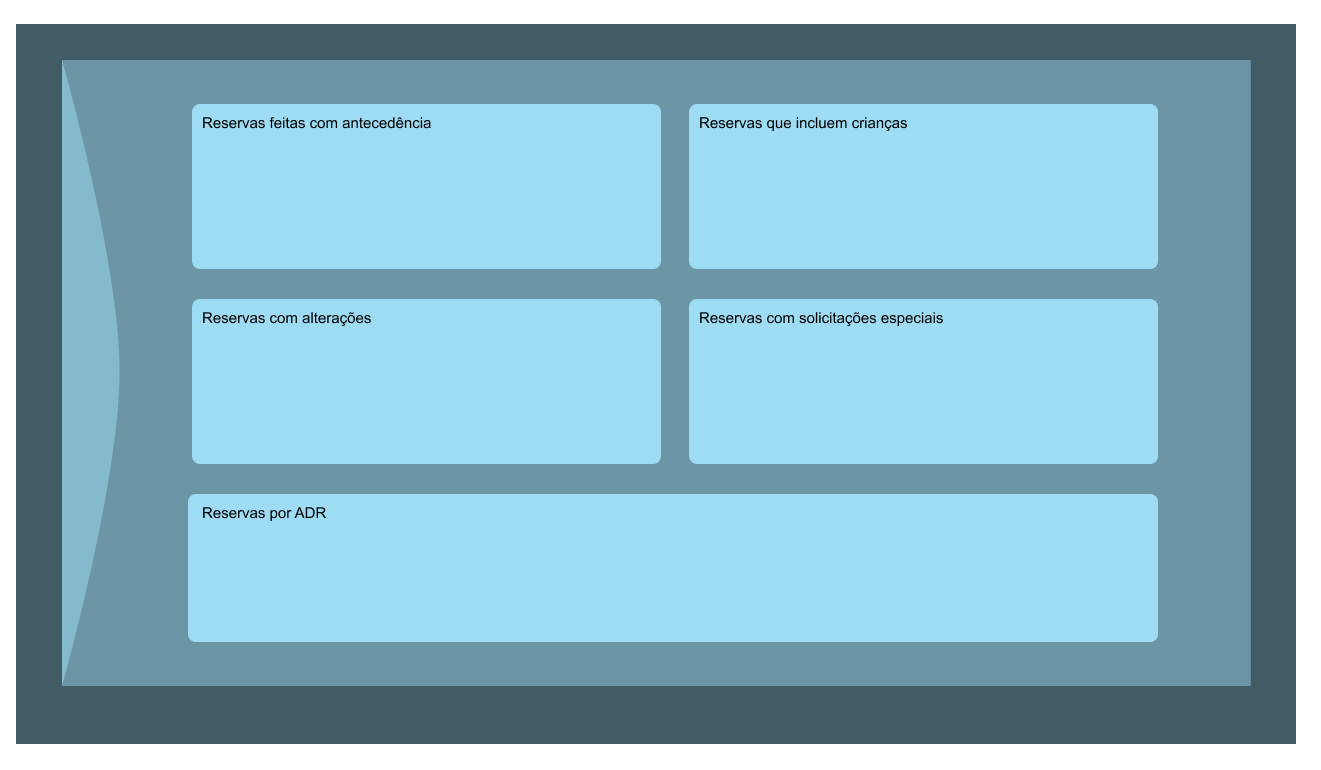 Reservas feitas com antecedência
Reservas que incluem crianças
Reservas com alterações
Reservas com solicitações especiais
Reservas por ADR